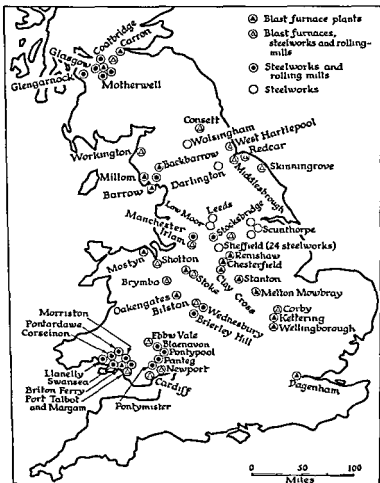 Blast furnace plants
Blast furnaces,
steelworks and rolling-
mills
Steelworks and
rolling mills
Steelworks
Coatbridge
Carron
Glasgow
Glengarnock
Motherwell
Consett
Wolsingham
West Hartlepool
Workington
Redcar
Backbarrow
Skinningrove
Millom
Darlington
Middlesbrough
Barrow
Leeds
Low Moor
Stocksbridge
Manchester
Scunthorpe
Irlam
Sheffield (24 steelworks)
Mostyn
Shotton
Renishaw
Chesterfield
Brymbo
Stoke
Clay Cross
Stanton
Melton Mowbray
Oakengates
Bilston
Wednesbury
Corby
Kettering
Brierley Hill
Wellingborough
Morriston
Pontardawe
Gorseinon
Ebbw Vale
Blaenavon
Pontypool
Panteg
Llanelly
Swansea
Newport
Briton Ferry
Port Talbot
and Margam
Cardiff
Dagenham
Pontymister
0 50 100
Miles